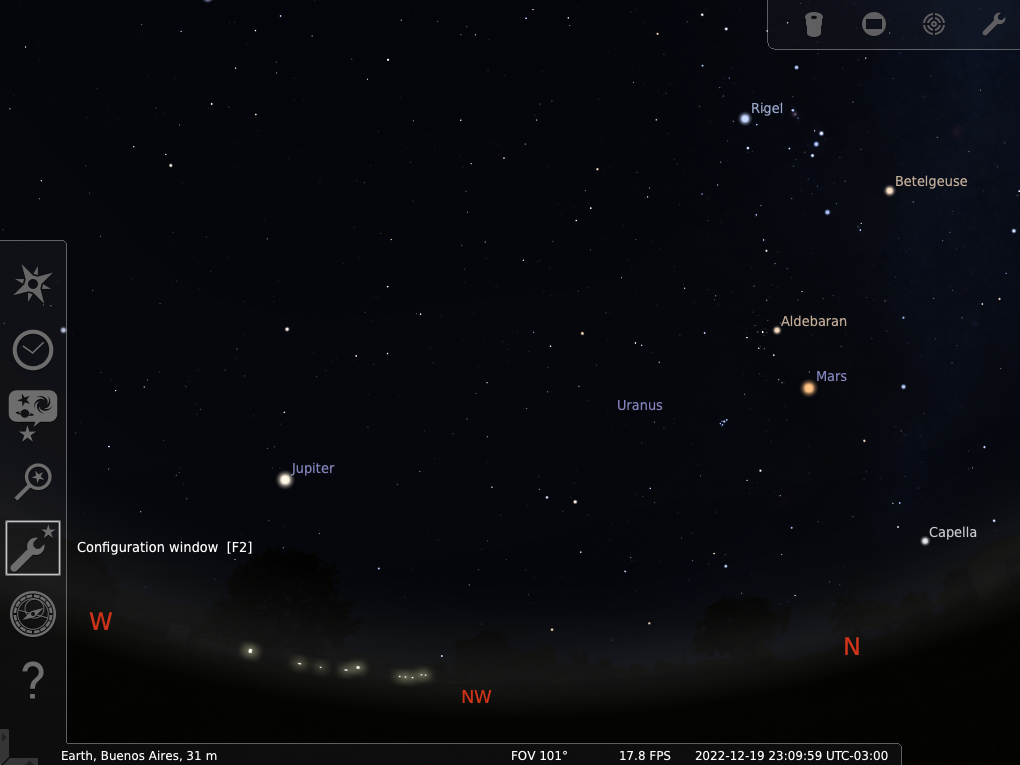 Rigel
Betelgeuse
Aldebaran
Mars
Uranus
Jupiter
Capella
Configuration window [F2]
W
N
NW
Earth, Buenos Aires, 31 m FOV 101° 17.8 FPS 2022-12-19 23:09:59 UTC-03:00